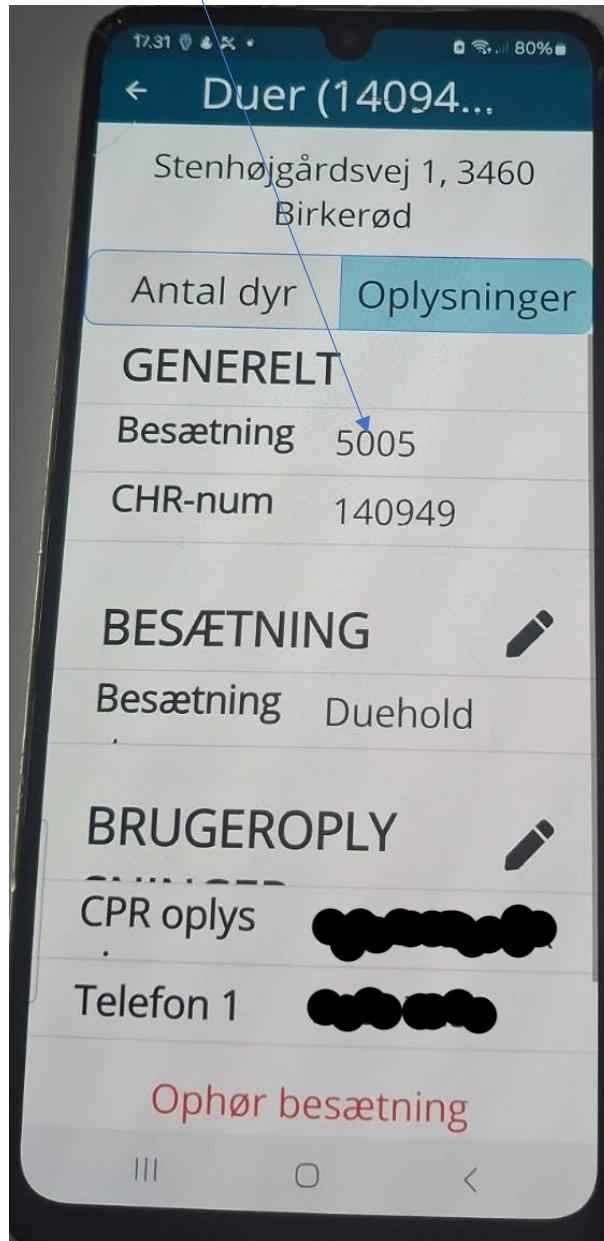 17.31
80%
Duer (14094...
Stenhøjgårdsvej 1, 3460
Birkerød
Antal dyr Oplysninger
GENERELT
Besætning 5005
CHR-num 140949
BESÆTNING
Besætning Duehold
BRUGEROPLY
CPR oplys
Telefon 1
Ophør besætning